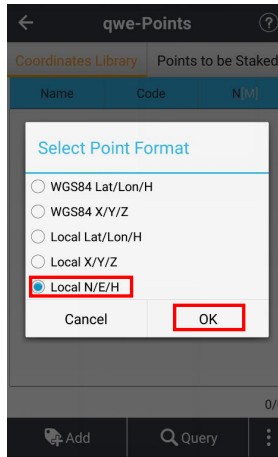 qwe-Points
?
Coordinates Library Points to be Staked
Name Code N[M]
Select Point Format
WGS84 Lat/Lon/H
WGS84 X/Y/Z
Local Lat/Lon/H
Local X/Y/Z
Local N/E/H
Cancel OK
0/
Add Query